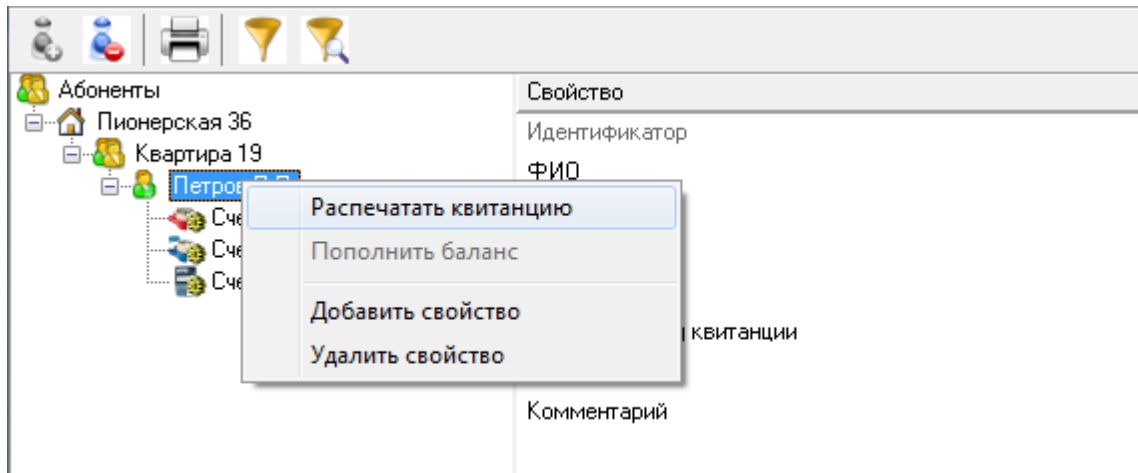 Абоненты
Пионерская 36
Квартира 19
Свойство
Идентификатор
ФИО
квитанции
Комментарий
Распечатать квитанцию
Пополнить баланс
Добавить свойство
Удалить свойство